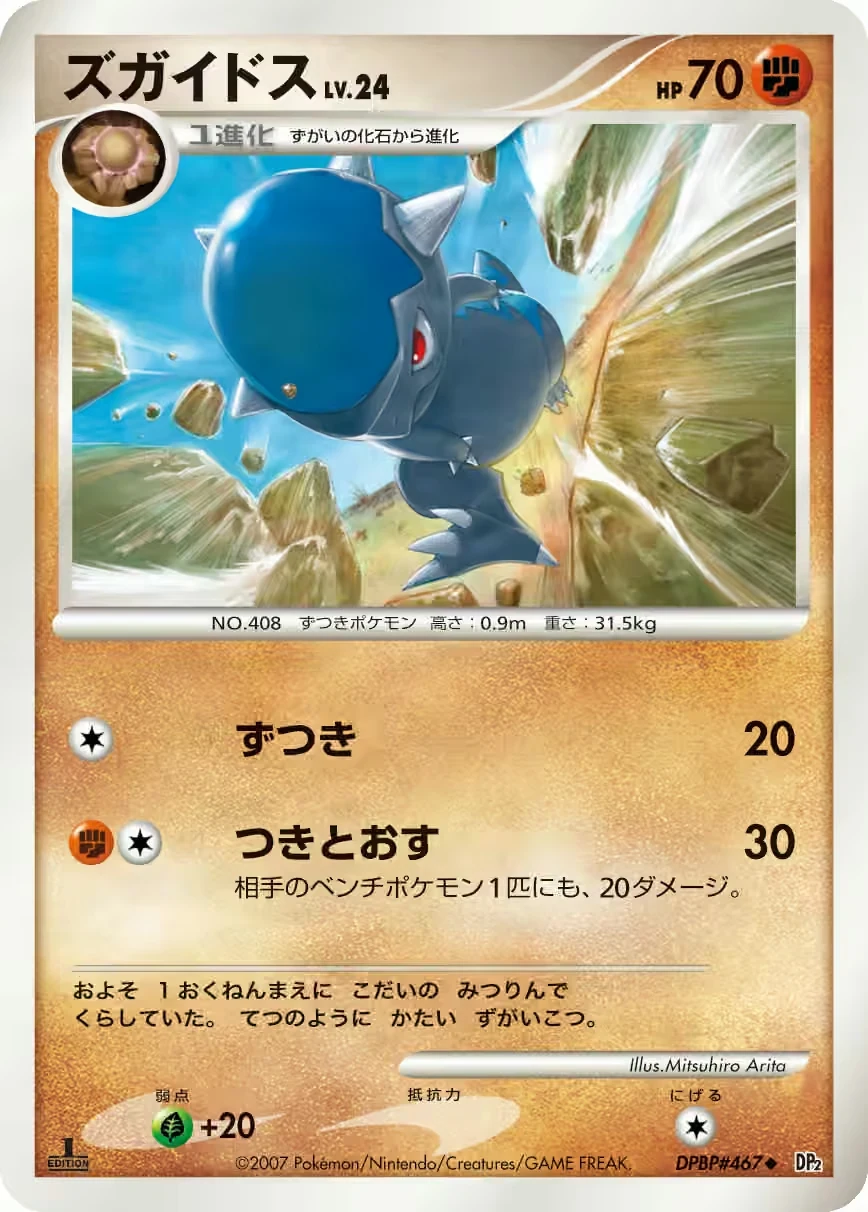 ズガイドス LV.24 HP 70
1進化 ずがいの化石から進化
NO.408 ずつきポケモン 高さ:0.9m 重さ:31.5kg
ずつき 20
つきとおす 30
相手のベンチポケモン1匹にも、20ダメージ。
およそ 1おくねんまえに こだいの みつりんで
くらしていた。 てつのように かたい ずがいこつ。
Illus.Mitsuhiro Arita
弱点 抵抗力 にげる
+20
1 EDITION ©2007 Pokémon/Nintendo/Creatures/GAME FREAK. DPBP#467◆ DP2